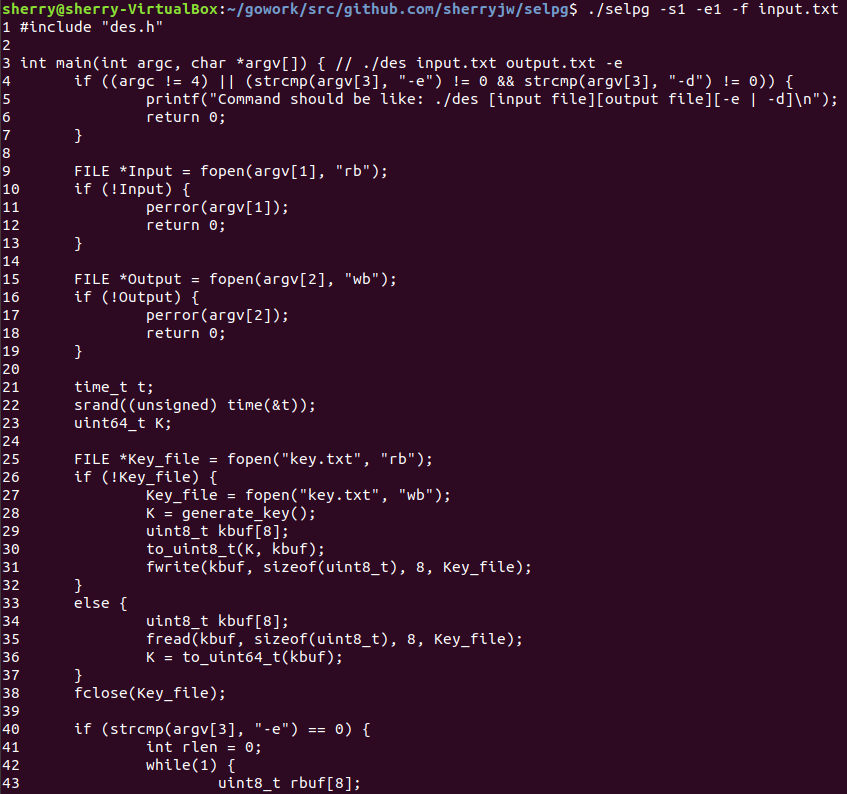 sherry@sherry-VirtualBox:~/gowork/src/github.com/sherryjw/selpg$ ./selpg -s1 -e1 -f input.txt
1 #include "des.h"
2
3 int main(int argc, char *argv[]) { // ./des input.txt output.txt -e
4       if ((argc != 4) || (strcmp(argv[3], "-e") != 0 && strcmp(argv[3], "-d") != 0)) {
5               printf("Command should be like: ./des [input file][output file][-e | -d]\n");
6               return 0;
7       }
8
9       FILE *Input = fopen(argv[1], "rb");
10      if (!Input) {
11              perror(argv[1]);
12              return 0;
13      }
14
15      FILE *Output = fopen(argv[2], "wb");
16      if (!Output) {
17              perror(argv[2]);
18              return 0;
19      }
20
21      time_t t;
22      srand((unsigned) time(&t));
23      uint64_t K;
24
25      FILE *Key_file = fopen("key.txt", "rb");
26      if (!Key_file) {
27              Key_file = fopen("key.txt", "wb");
28              K = generate_key();
29              uint8_t kbuf[8];
30              to_uint8_t(K, kbuf);
31              fwrite(kbuf, sizeof(uint8_t), 8, Key_file);
32      }
33      else {
34              uint8_t kbuf[8];
35              fread(kbuf, sizeof(uint8_t), 8, Key_file);
36              K = to_uint64_t(kbuf);
37      }
38      fclose(Key_file);
39
40      if (strcmp(argv[3], "-e") == 0) {
41              int rlen = 0;
42              while(1) {
43                      uint8_t rbuf[8];